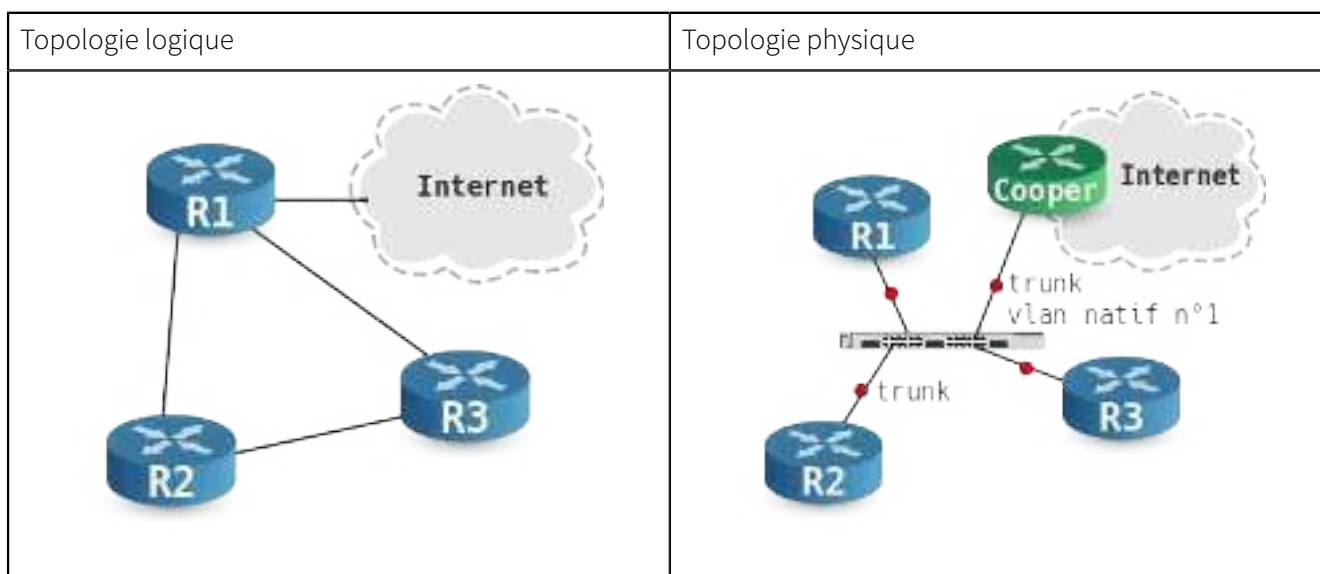 Topologie logique
Topologie physique
Internet
R1
R3
R2
Cooper
Internet
R1
trunk
vlan natif n°1
trunk
R3
R2